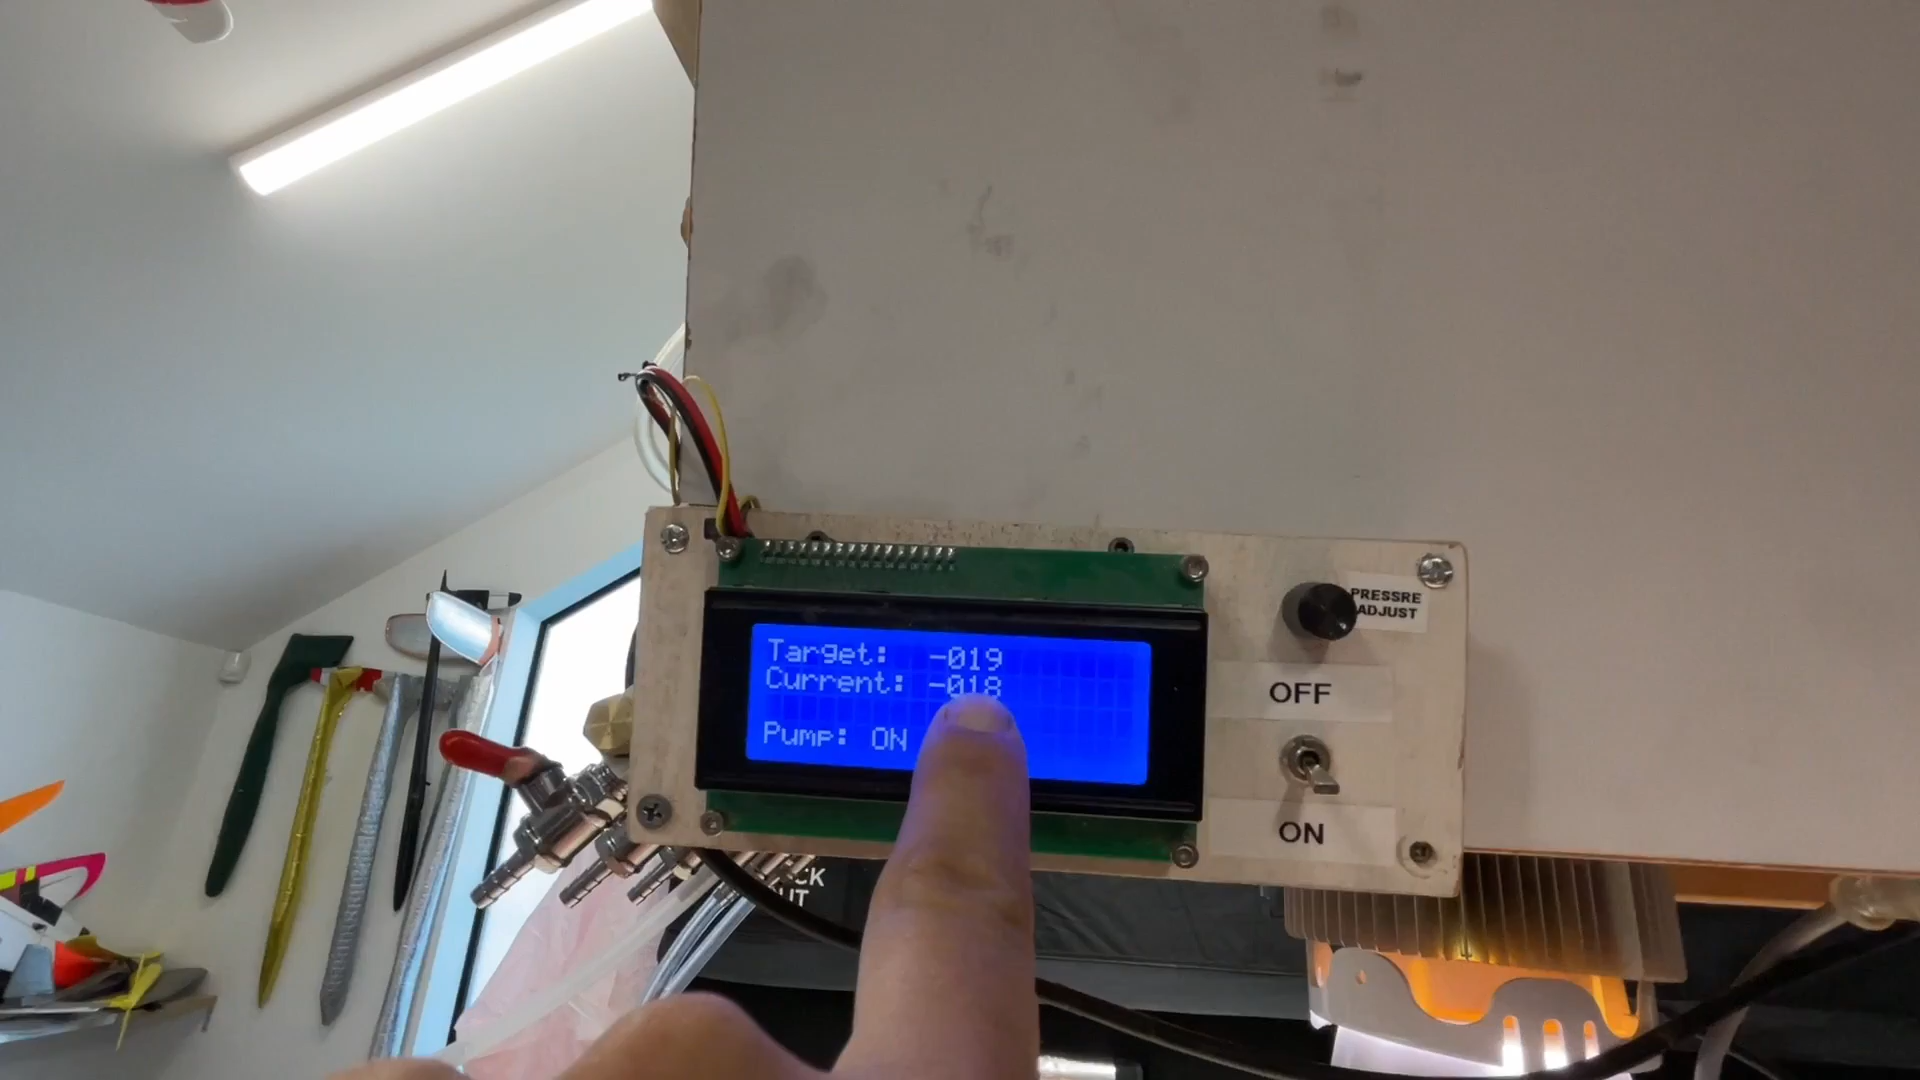 PRESSRE
ADJUST
Target: -019
Current: -018
OFF
Pump: ON
ON